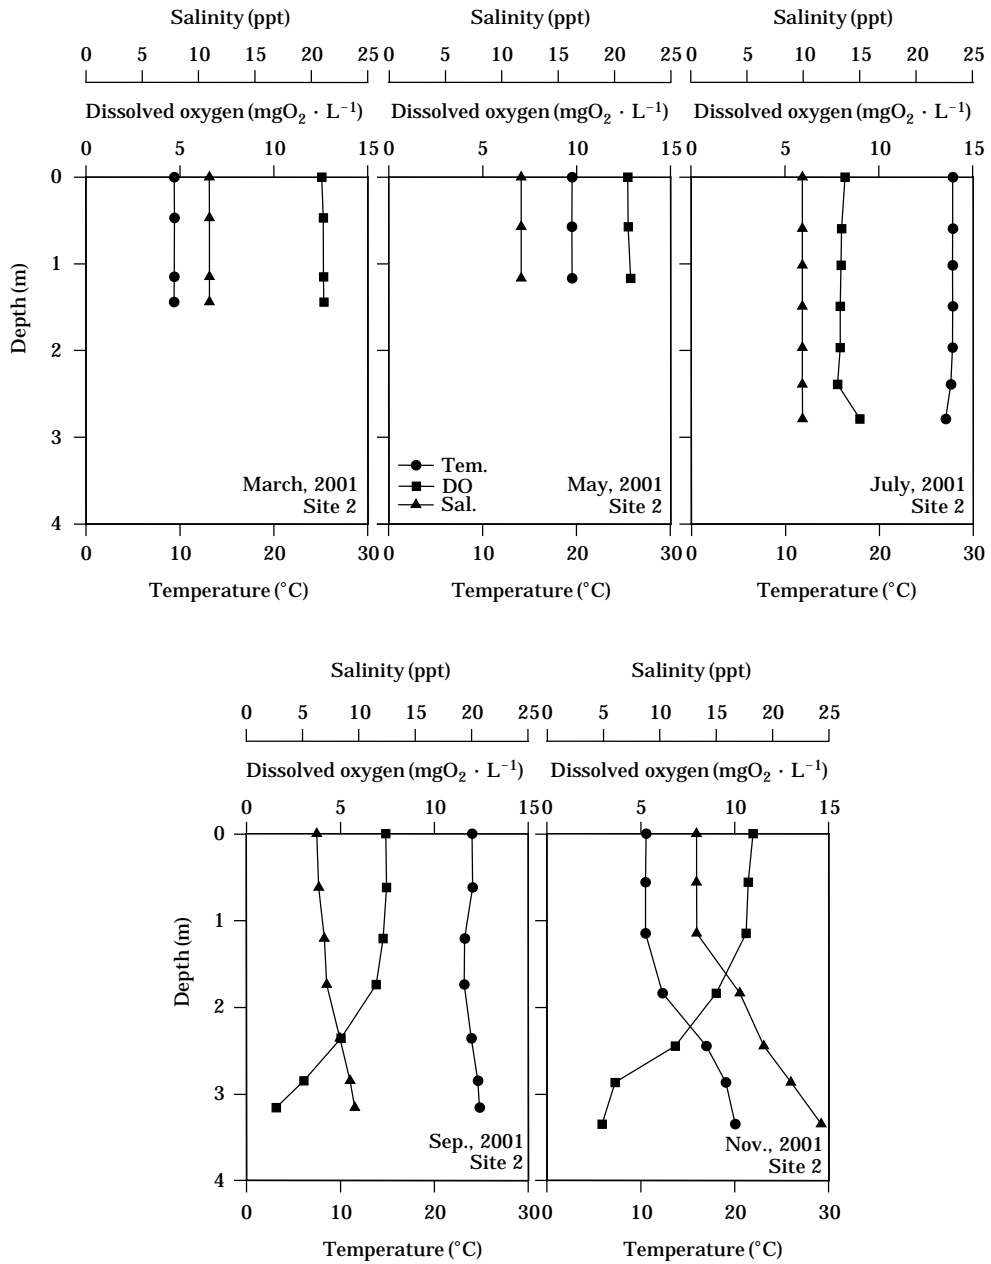 Salinity (ppt) Salinity (ppt) Salinity (ppt)
0 5 10 15 20 25 0 5 10 15 20 25 0 5 10 15 20 25
Dissolved oxygen (mgO₂ · L⁻¹) Dissolved oxygen (mgO₂ · L⁻¹) Dissolved oxygen (mgO₂ · L⁻¹)
0 5 10 15 0 5 10 15 0 5 10 15
0
1
2
3
4
Depth (m)
March, 2001
Site 2
Tem.
DO
Sal.
May, 2001
Site 2
July, 2001
Site 2
0 10 20 30 0 10 20 30 0 10 20 30
Temperature (°C) Temperature (°C) Temperature (°C)
Salinity (ppt) Salinity (ppt)
0 5 10 15 20 25 0 5 10 15 20 25
Dissolved oxygen (mgO₂ · L⁻¹) Dissolved oxygen (mgO₂ · L⁻¹)
0 5 10 15 0 5 10 15
0
1
2
3
4
Depth (m)
Sep., 2001
Site 2
Nov., 2001
Site 2
0 10 20 30 0 10 20 30
Temperature (°C) Temperature (°C)